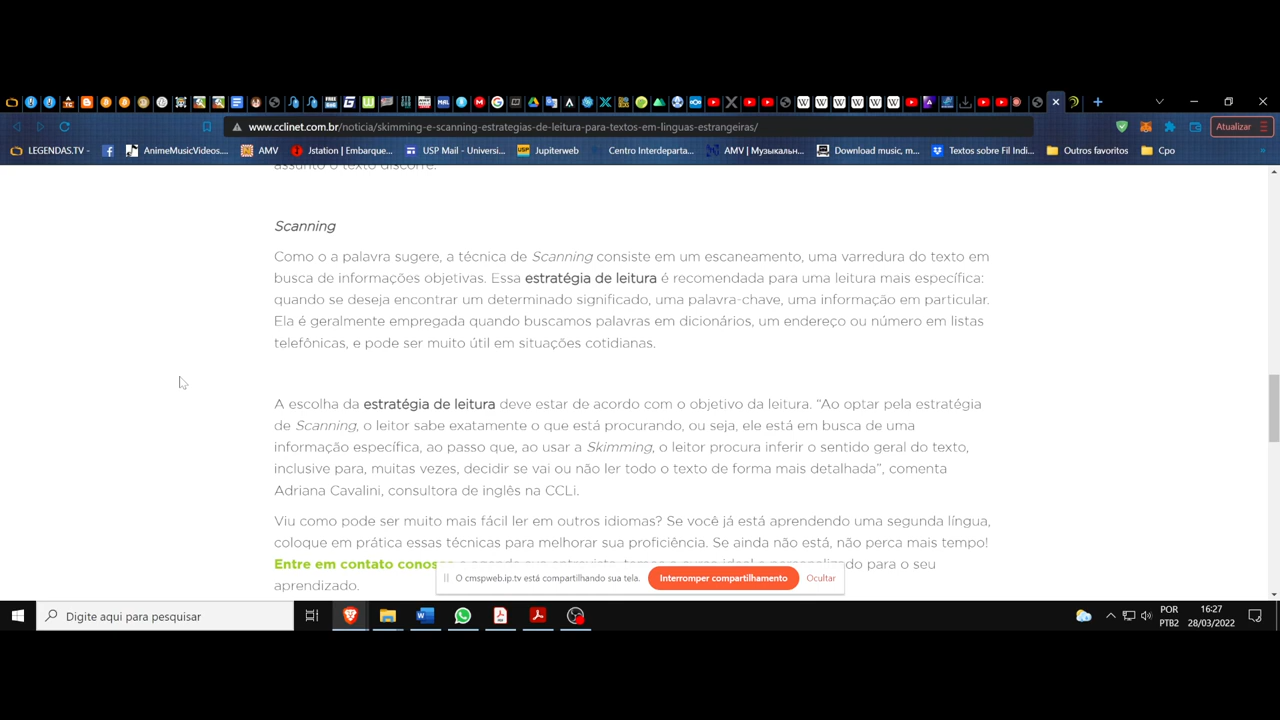 www.cclinet.com.br/noticia/skimming-e-scanning-estrategias-de-leitura-para-textos-em-linguas-estrangeiras/
Atualizar
LEGENDAS.TV
AnimeMusicVideos...
AMV
Jstation | Embarque...
USP Mail - Universi...
Jupiterweb
Centro Interdeparta...
AMV | Музыкальн...
Download music, m...
Textos sobre Fil Indi...
Outros favoritos
Cpo
assunto o texto discorre.
Scanning
Como o a palavra sugere, a técnica de Scanning consiste em um escaneamento, uma varredura do texto em
busca de informações objetivas. Essa estratégia de leitura é recomendada para uma leitura mais específica:
quando se deseja encontrar um determinado significado, uma palavra-chave, uma informação em particular.
Ela é geralmente empregada quando buscamos palavras em dicionários, um endereço ou número em listas
telefônicas, e pode ser muito útil em situações cotidianas.
A escolha da estratégia de leitura deve estar de acordo com o objetivo da leitura. “Ao optar pela estratégia
de Scanning, o leitor sabe exatamente o que está procurando, ou seja, ele está em busca de uma
informação específica, ao passo que, ao usar a Skimming, o leitor procura inferir o sentido geral do texto,
inclusive para, muitas vezes, decidir se vai ou não ler todo o texto de forma mais detalhada”, comenta
Adriana Cavalini, consultora de inglês na CCLi.
Viu como pode ser muito mais fácil ler em outros idiomas? Se você já está aprendendo uma segunda língua,
coloque em prática essas técnicas para melhorar sua proficiência. Se ainda não está, não perca mais tempo!
Entre em contato para o seu
aprendizado.
O cmspweb.ip.tv está compartilhando sua tela.
Interromper compartilhamento
Ocultar
Digite aqui para pesquisar
POR
PTB2
16:27
28/03/2022